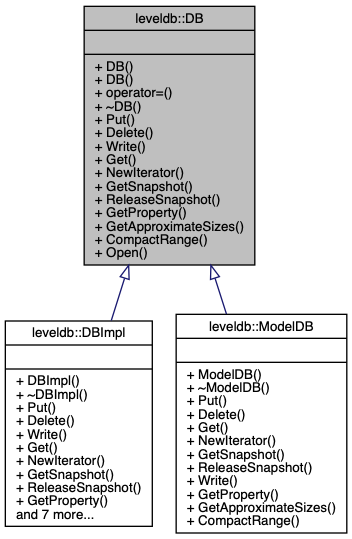 leveldb::DB
+ DB()
+ DB()
+ operator=()
+ ~DB()
+ Put()
+ Delete()
+ Write()
+ Get()
+ NewIterator()
+ GetSnapshot()
+ ReleaseSnapshot()
+ GetProperty()
+ GetApproximateSizes()
+ CompactRange()
+ Open()
leveldb::DBImpl
+ DBImpl()
+ ~DBImpl()
+ Put()
+ Delete()
+ Write()
+ Get()
+ NewIterator()
+ GetSnapshot()
+ ReleaseSnapshot()
+ GetProperty()
and 7 more...
leveldb::ModelDB
+ ModelDB()
+ ~ModelDB()
+ Put()
+ Delete()
+ Get()
+ NewIterator()
+ GetSnapshot()
+ ReleaseSnapshot()
+ Write()
+ GetProperty()
+ GetApproximateSizes()
+ CompactRange()